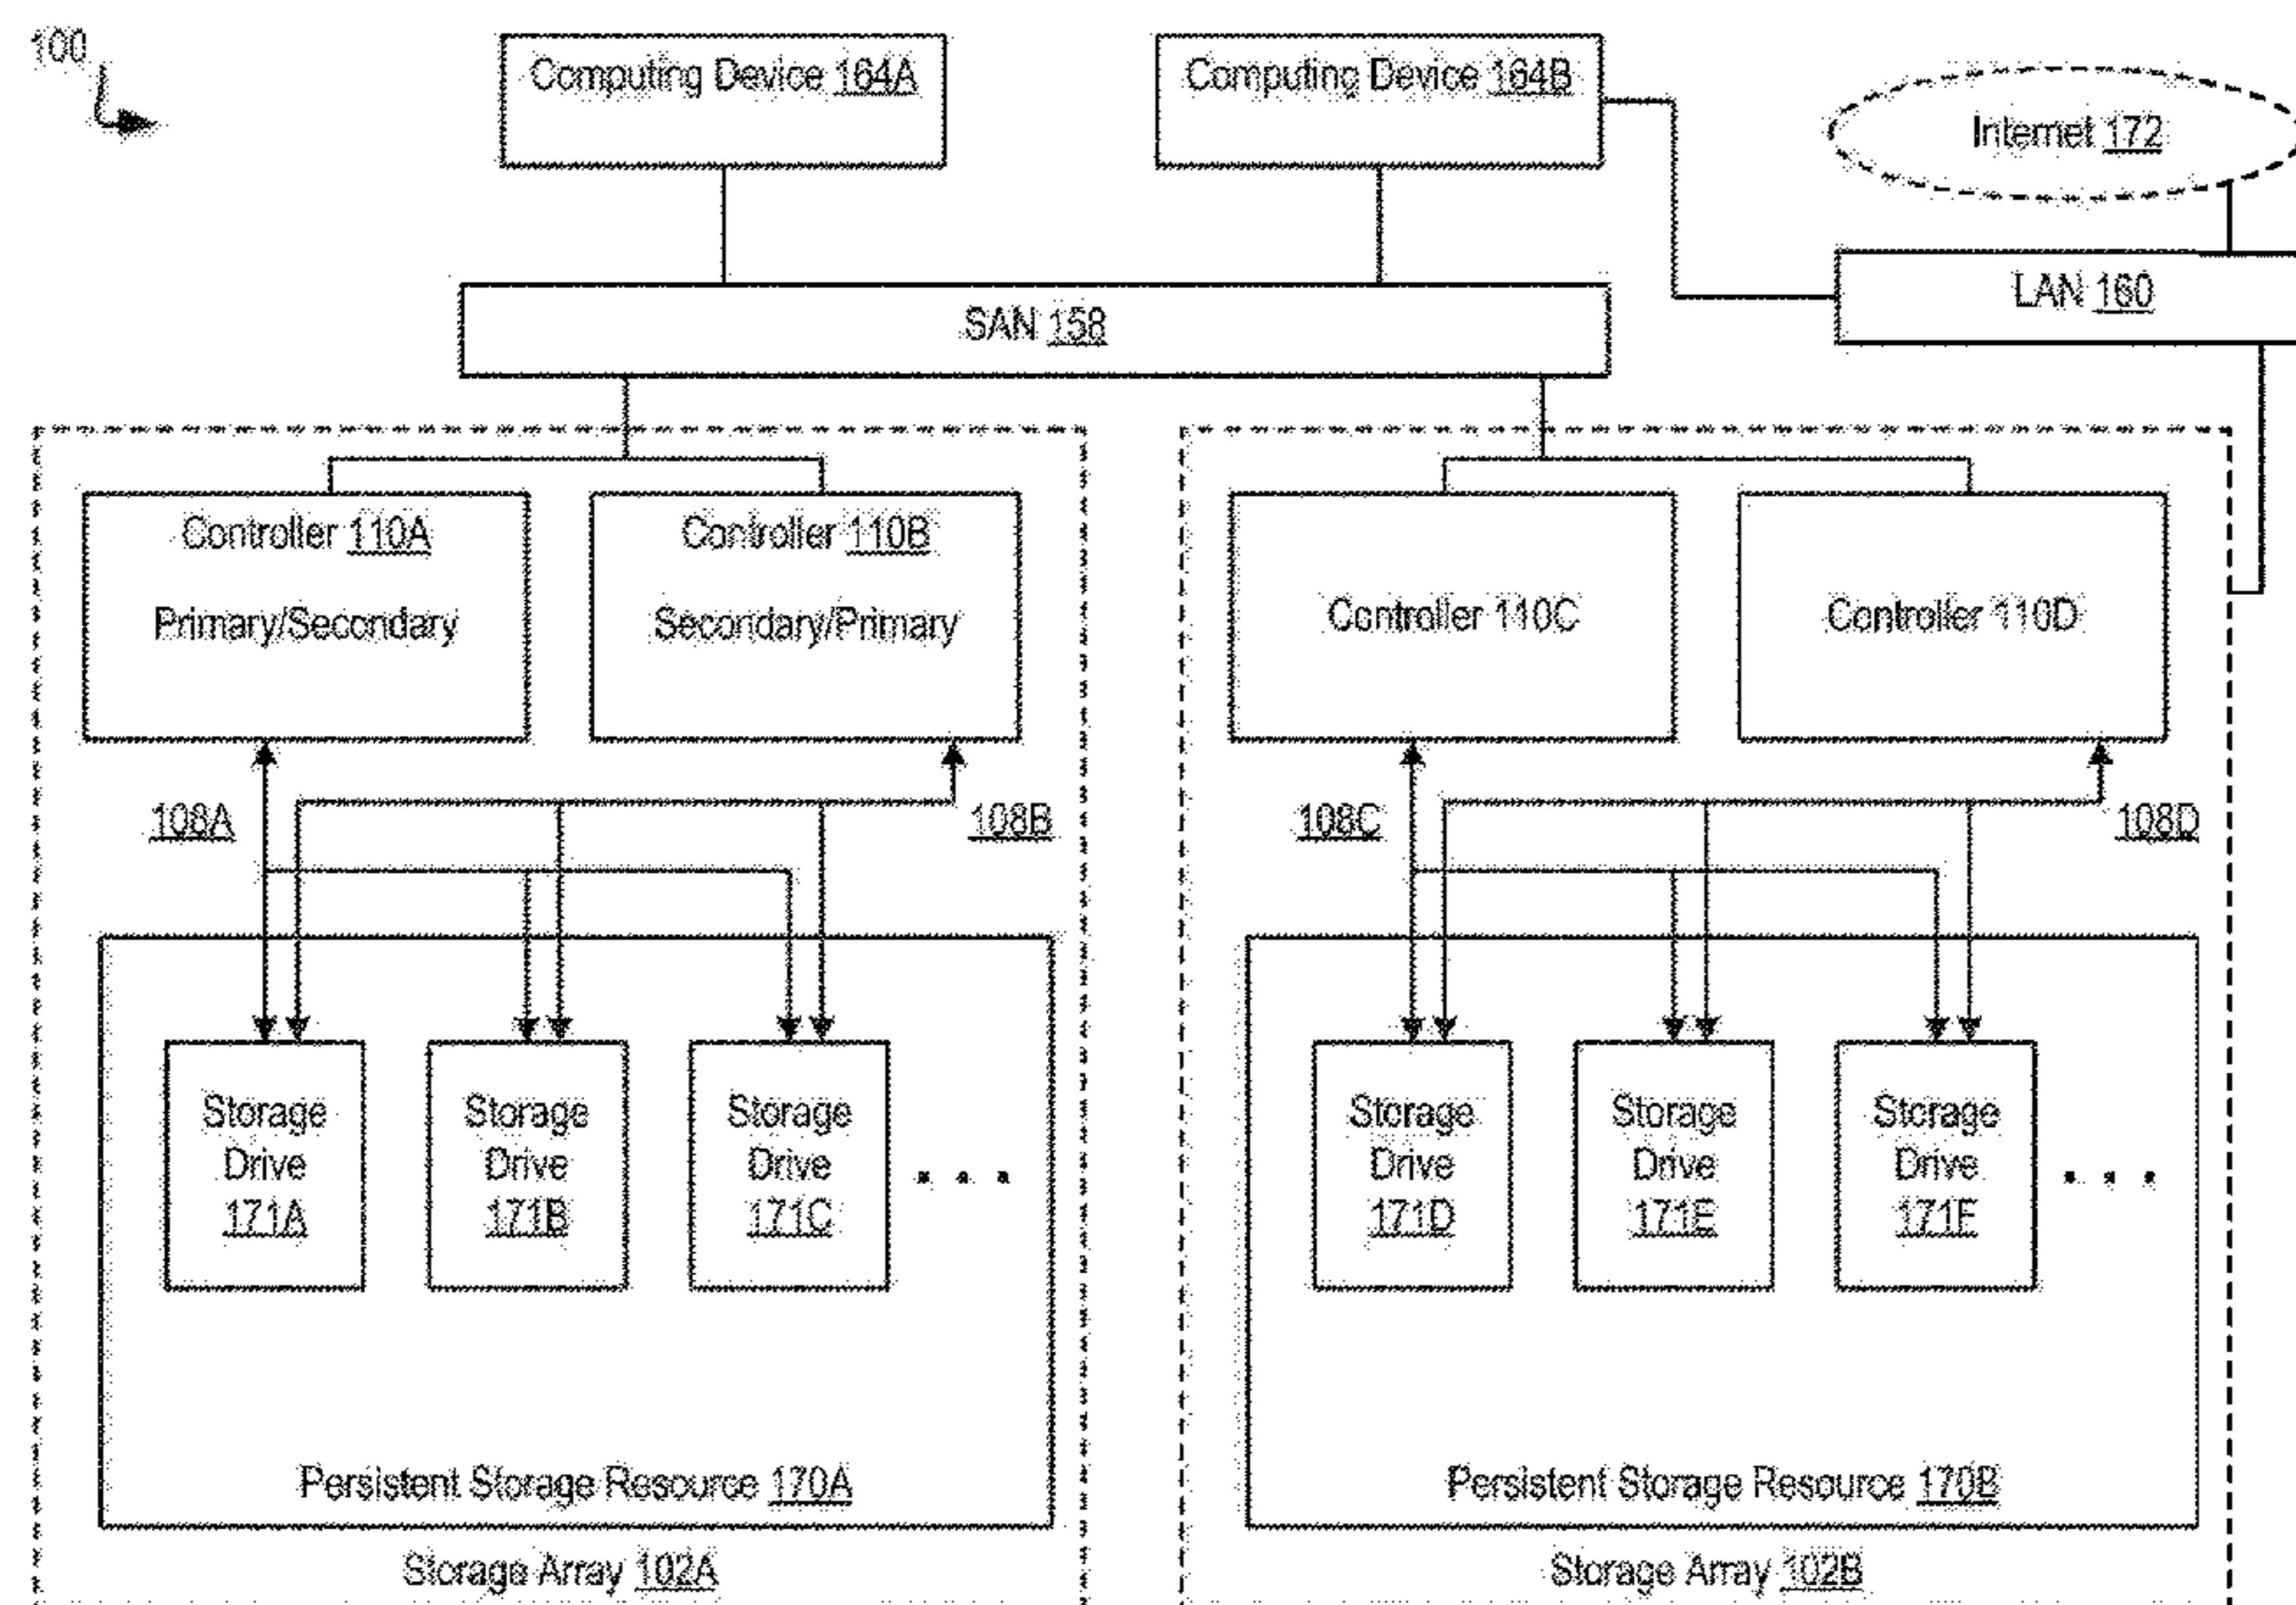 100
Computing Device 164A
Computing Device 164B
Internet 172
LAN 160
SAN 158
Controller 110A
Primary/Secondary
Controller 110B
Secondary/Primary
Controller 110C
Controller 110D
108A
108B
108C
108D
Storage
Drive
171A
Storage
Drive
171B
Storage
Drive
171C
. . .
Storage
Drive
171D
Storage
Drive
171E
Storage
Drive
171F
. . .
Persistent Storage Resource 170A
Persistent Storage Resource 170B
Storage Array 102A
Storage Array 102B